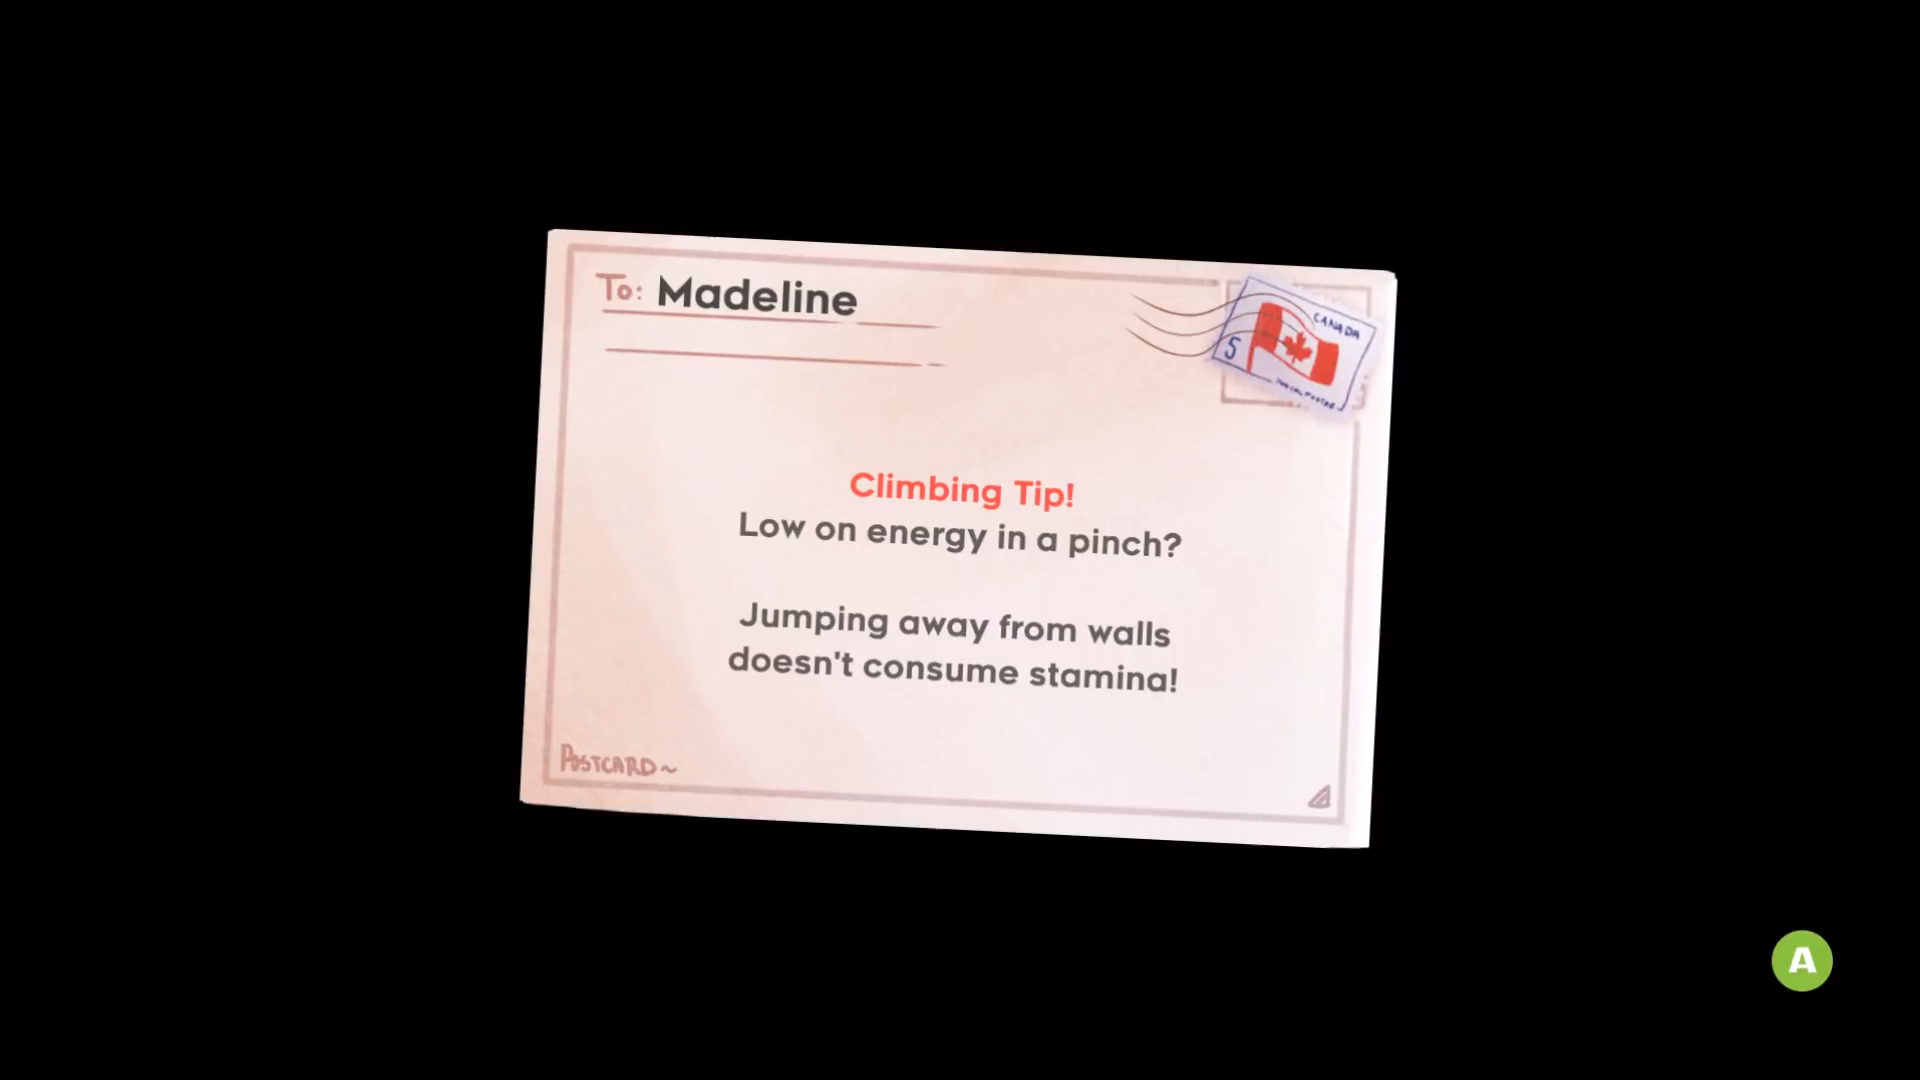 To: Madeline
CANADA
5
Climbing Tip!
Low on energy in a pinch?
Jumping away from walls
doesn't consume stamina!
POSTCARD~
A